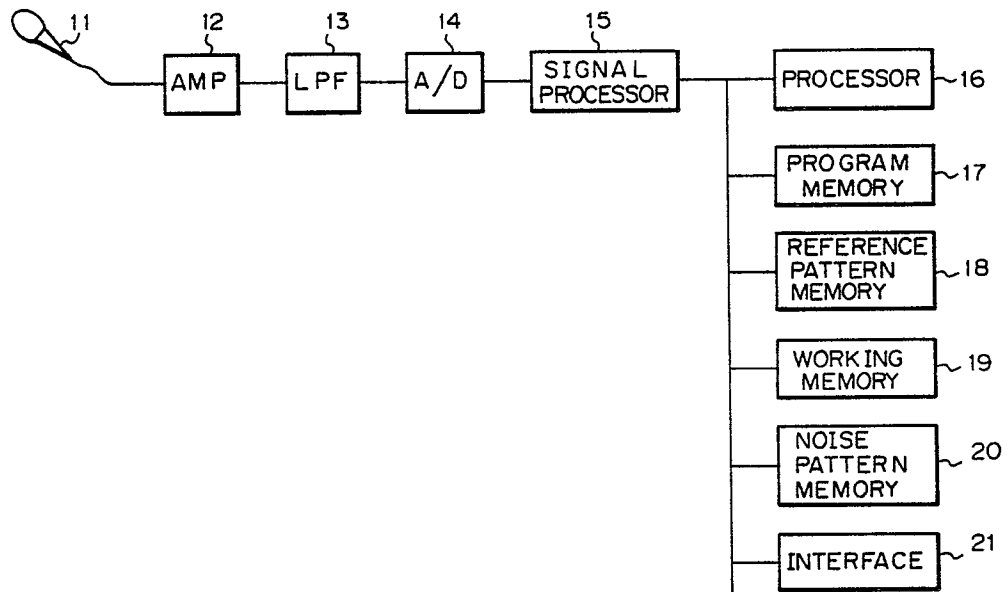 11
12
13
14
15
AMP
LPF
A/D
SIGNAL
PROCESSOR
PROCESSOR
16
PROGRAM
MEMORY
17
REFERENCE
PATTERN
MEMORY
18
WORKING
MEMORY
19
NOISE
PATTERN
MEMORY
20
INTERFACE
21